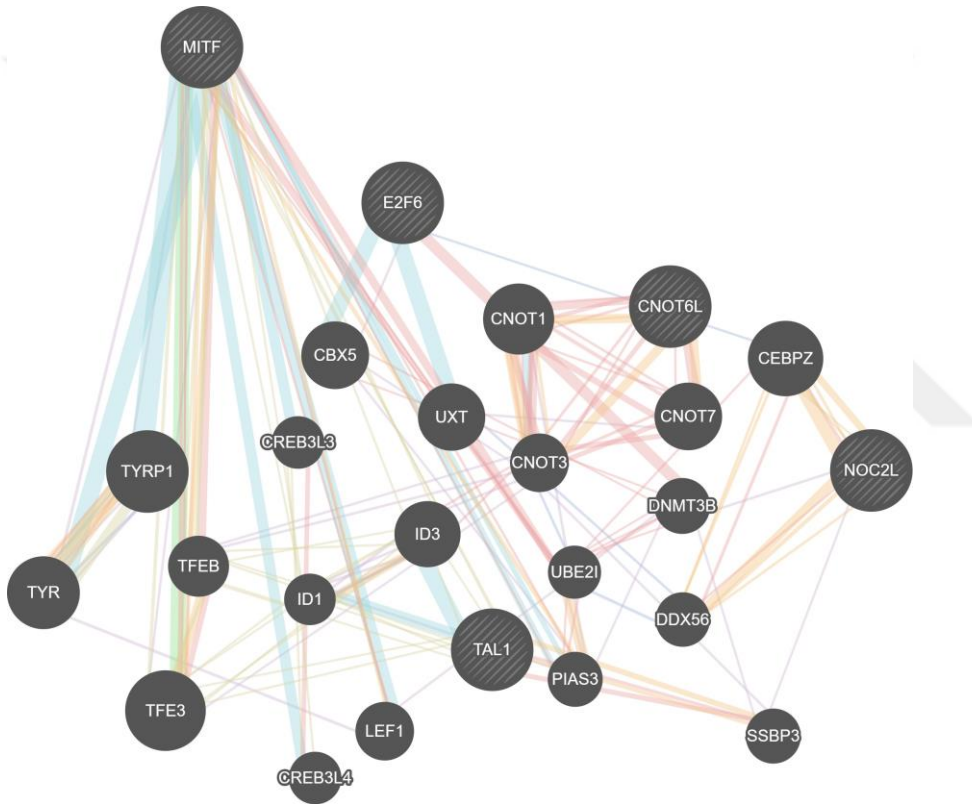 MITF
E2F6
CNOT6L
CNOT1
CBX5
CEBPZ
UXT
CNOT7
CREB3L3
CNOT3
TYRP1
NOC2L
DNMT3B
ID3
TFEB
UBE2I
TYR
ID1
DDX56
TAL1
PIAS3
TFE3
LEF1
SSBP3
CREB3L4